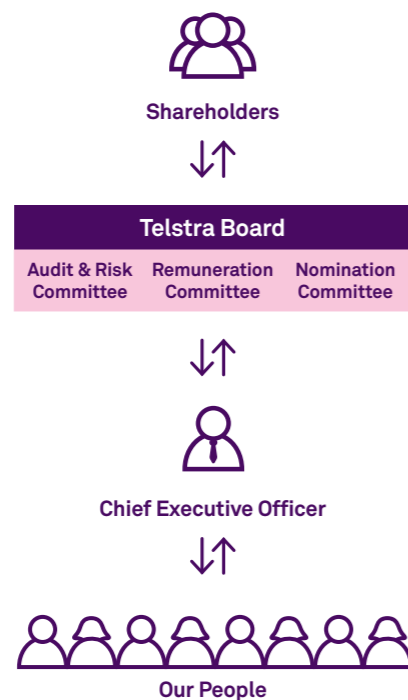 Shareholders
Telstra Board
Audit & Risk Committee
Remuneration Committee
Nomination Committee
Chief Executive Officer
Our People